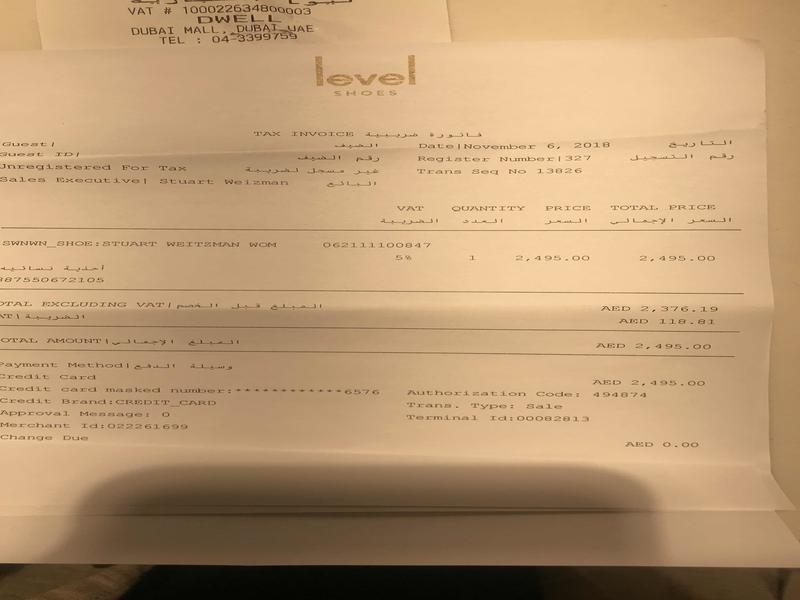 VAT # 100022634800003
DWELL
DUBAI MALL, DUBAI UAE
TEL : 04-3399759
level
SHOES
TAX INVOICE فاتورة ضريبية
Guest| الضيف Date|November 6, 2018 التاريخ
Guest ID| رقم الضيف Register Number|327 رقم التسجيل
Unregistered For Tax غير مسجل لضريبة Trans Seq No 13826
Sales Executive| Stuart Weizman البائع
VAT QUANTITY PRICE TOTAL PRICE
الضريبة العدد السعر السعر الإجمالي
SWNWN_SHOE:STUART WEITZMAN WOM 062111100847
5% 1 2,495.00 2,495.00
أحذية نسائيه
887550672105
OTAL EXCLUDING VAT|المبلغ قبل الخصم AED 2,376.19
AT|الضريبة AED 118.81
OTAL AMOUNT|المبلغ الإجمالي AED 2,495.00
Payment Method|وسيلة الدفع
Credit Card AED 2,495.00
Credit card masked number:************6576 Authorization Code: 494874
Credit Brand:CREDIT_CARD Trans. Type: Sale
Approval Message: 0 Terminal Id:00082813
Merchant Id:022261699
Change Due AED 0.00